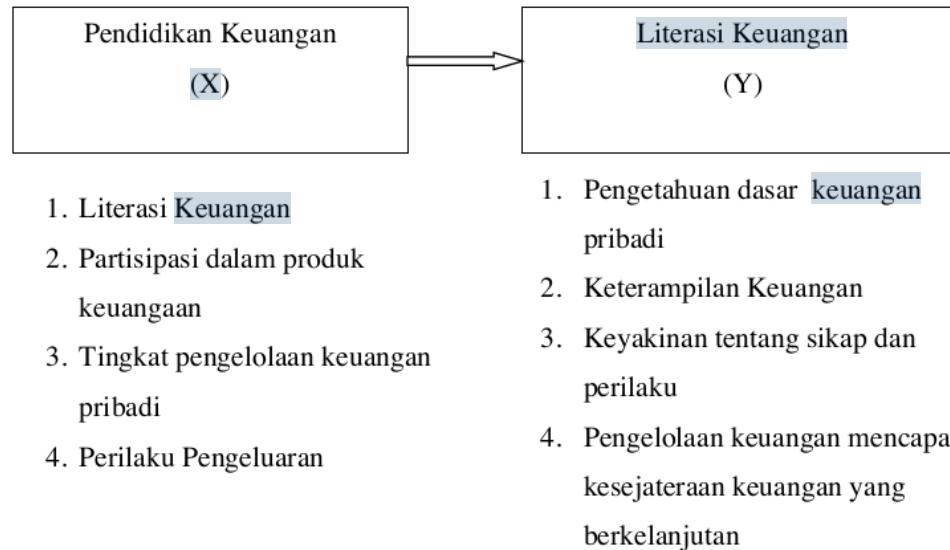 Pendidikan Keuangan
(X)
Literasi Keuangan
(Y)
1. Literasi Keuangan
2. Partisipasi dalam produk
keuangaan
3. Tingkat pengelolaan keuangan
pribadi
4. Perilaku Pengeluaran
1. Pengetahuan dasar keuangan
pribadi
2. Keterampilan Keuangan
3. Keyakinan tentang sikap dan
perilaku
4. Pengelolaan keuangan mencapa
kesejateraan keuangan yang
berkelanjutan